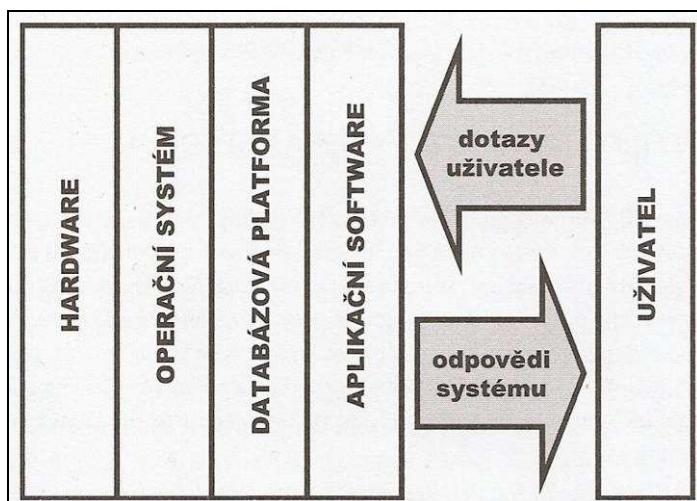 HARDWARE
OPERAČNÍ SYSTÉM
DATABÁZOVÁ PLATFORMA
APLIKAČNÍ SOFTWARE
dotazy
uživatele
odpovědi
systému
UŽIVATEL